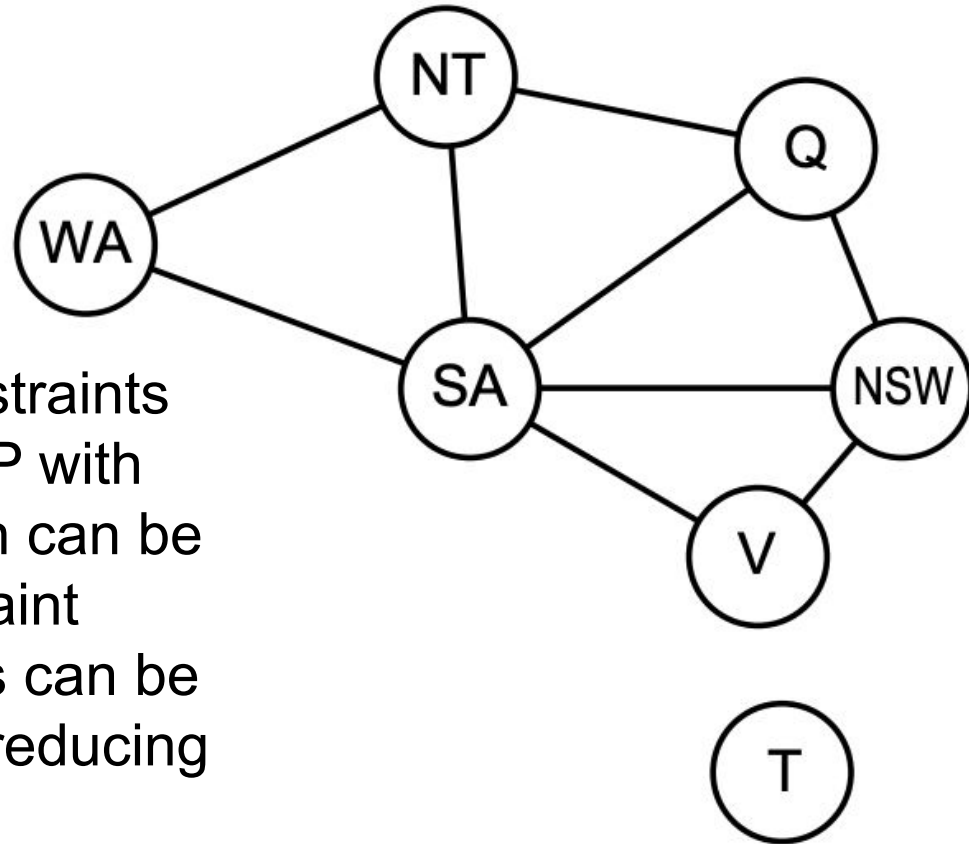 NT
Q
WA
SA
NSW
straints
P with
can be
aint
s can be
reducing
V
T